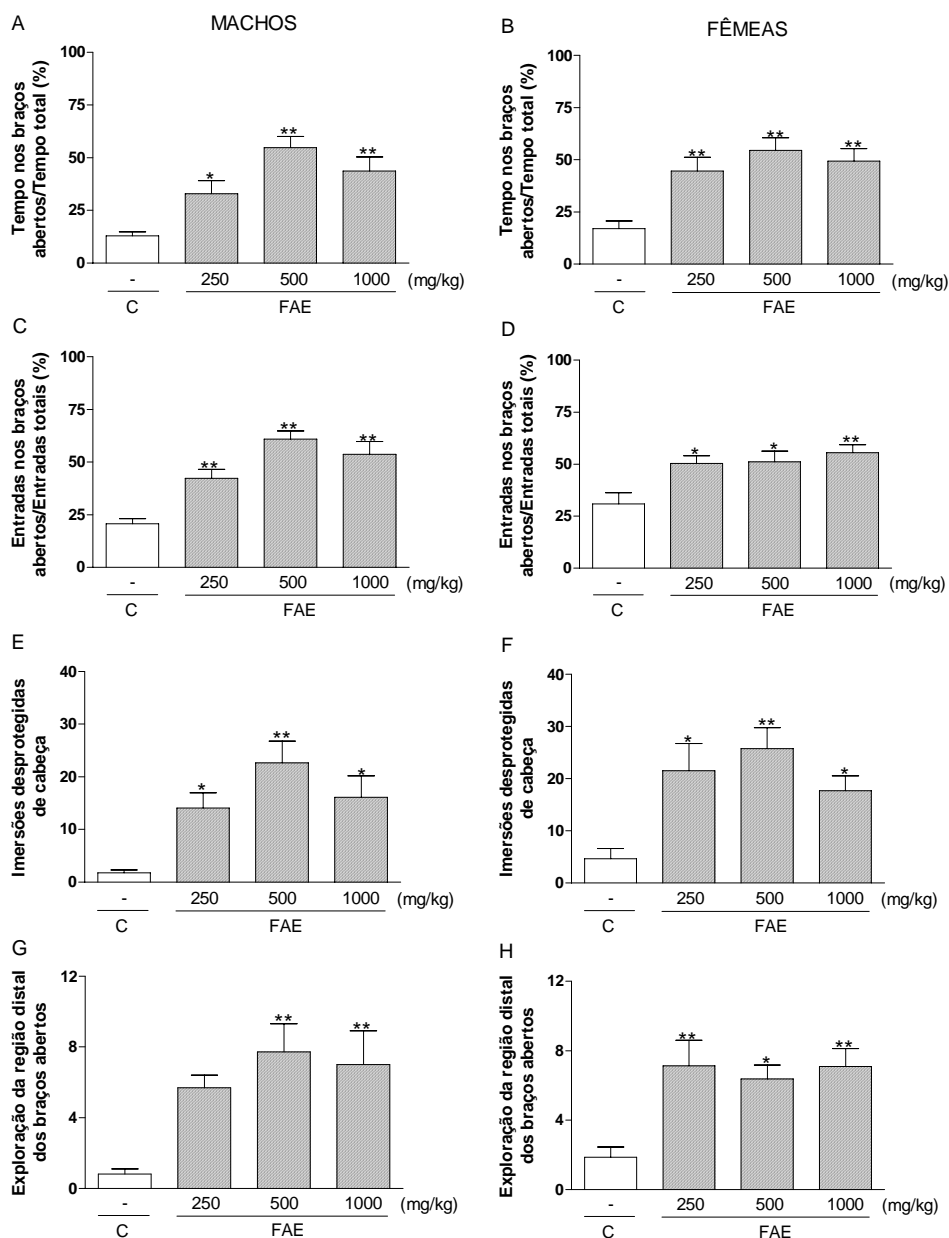 MACHOS
FÊMEAS
A
Tempo nos braços
abertos/Tempo total (%)
100
75
50
25
0
*
**
**
-
250
500
1000
(mg/kg)
C
FAE
B
Tempo nos braços
abertos/Tempo total (%)
100
75
50
25
0
**
**
**
-
250
500
1000
(mg/kg)
C
FAE
C
Entradas nos braços
abertos/Entradas totais (%)
100
75
50
25
0
**
**
**
-
250
500
1000
(mg/kg)
C
FAE
D
Entradas nos braços
abertos/Entradas totais (%)
100
75
50
25
0
*
*
**
-
250
500
1000
(mg/kg)
C
FAE
E
Imersões desprotegidas
de cabeça
40
30
20
10
0
*
**
*
-
250
500
1000
(mg/kg)
C
FAE
F
Imersões desprotegidas
de cabeça
40
30
20
10
0
*
**
*
-
250
500
1000
(mg/kg)
C
FAE
G
Exploração da região distal
dos braços abertos
12
8
4
0
**
**
-
250
500
1000
(mg/kg)
C
FAE
H
Exploração da região distal
dos braços abertos
12
9
6
3
0
**
*
**
-
250
500
1000
(mg/kg)
C
FAE